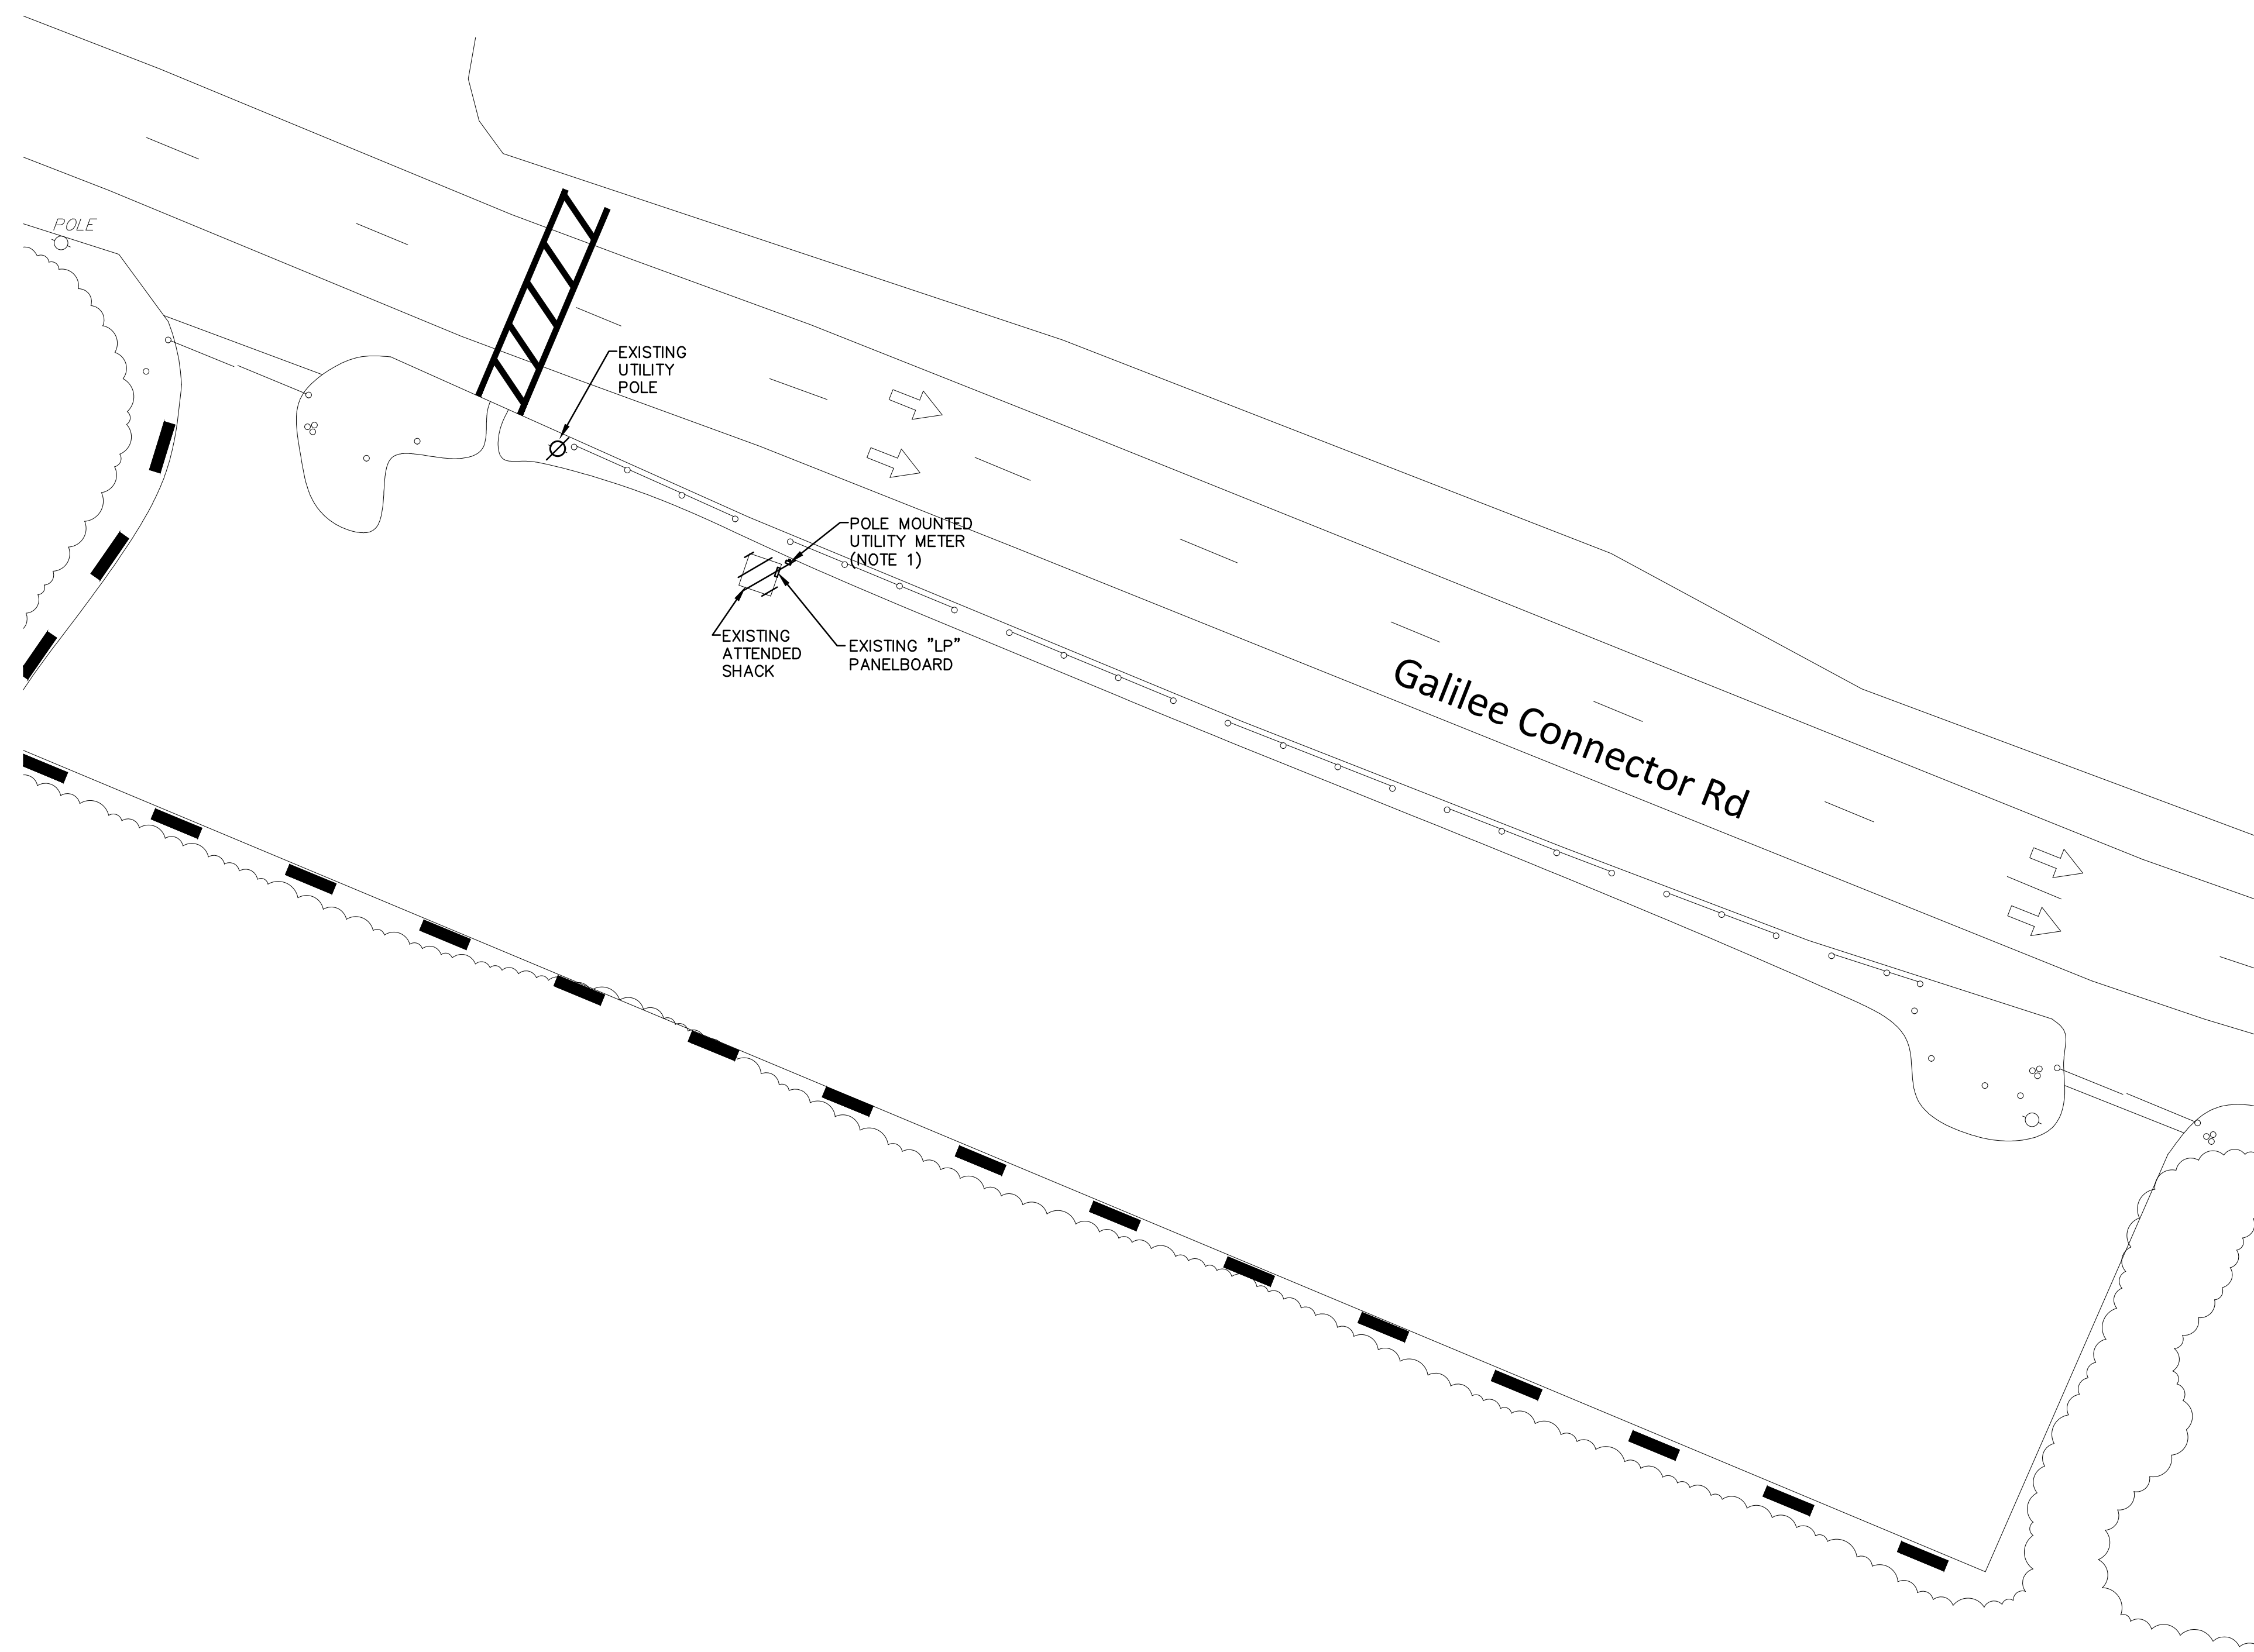 POLE
EXISTING
UTILITY
POLE
POLE MOUNTED
UTILITY METER
(NOTE 1)
EXISTING
ATTENDED
SHACK
EXISTING "LP"
PANELBOARD
Galilee Connector Rd